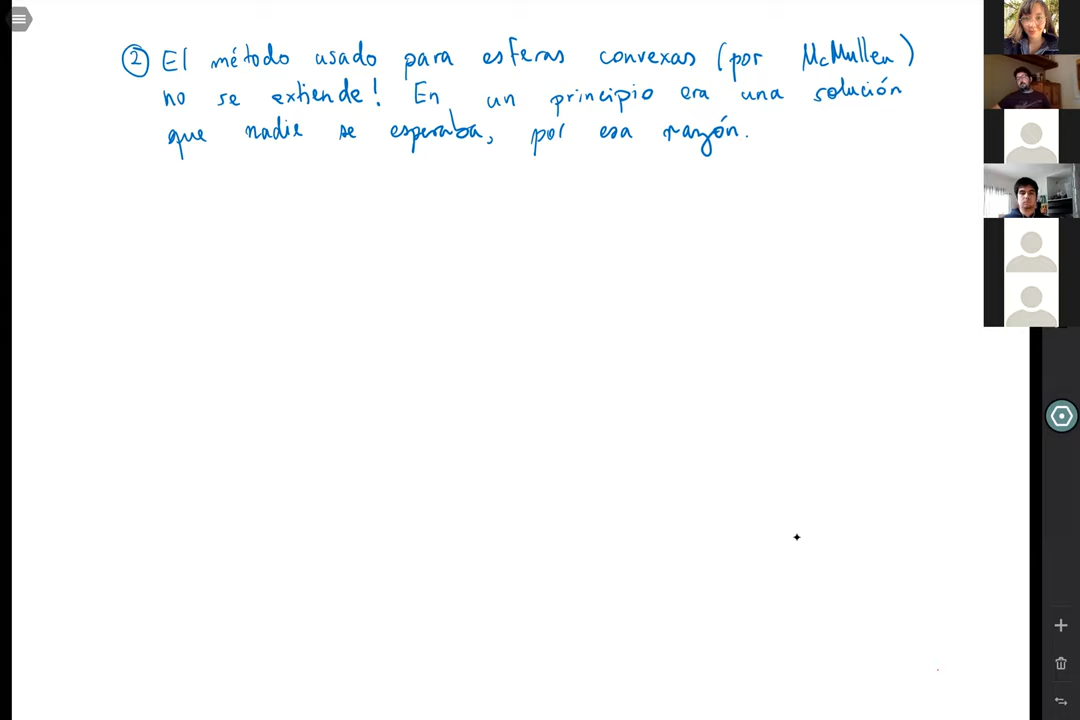 ② El método usado para esferas convexas (por McMullen)
no se extiende! En un principio era una solución
que nadie se esperaba, por esa razón.